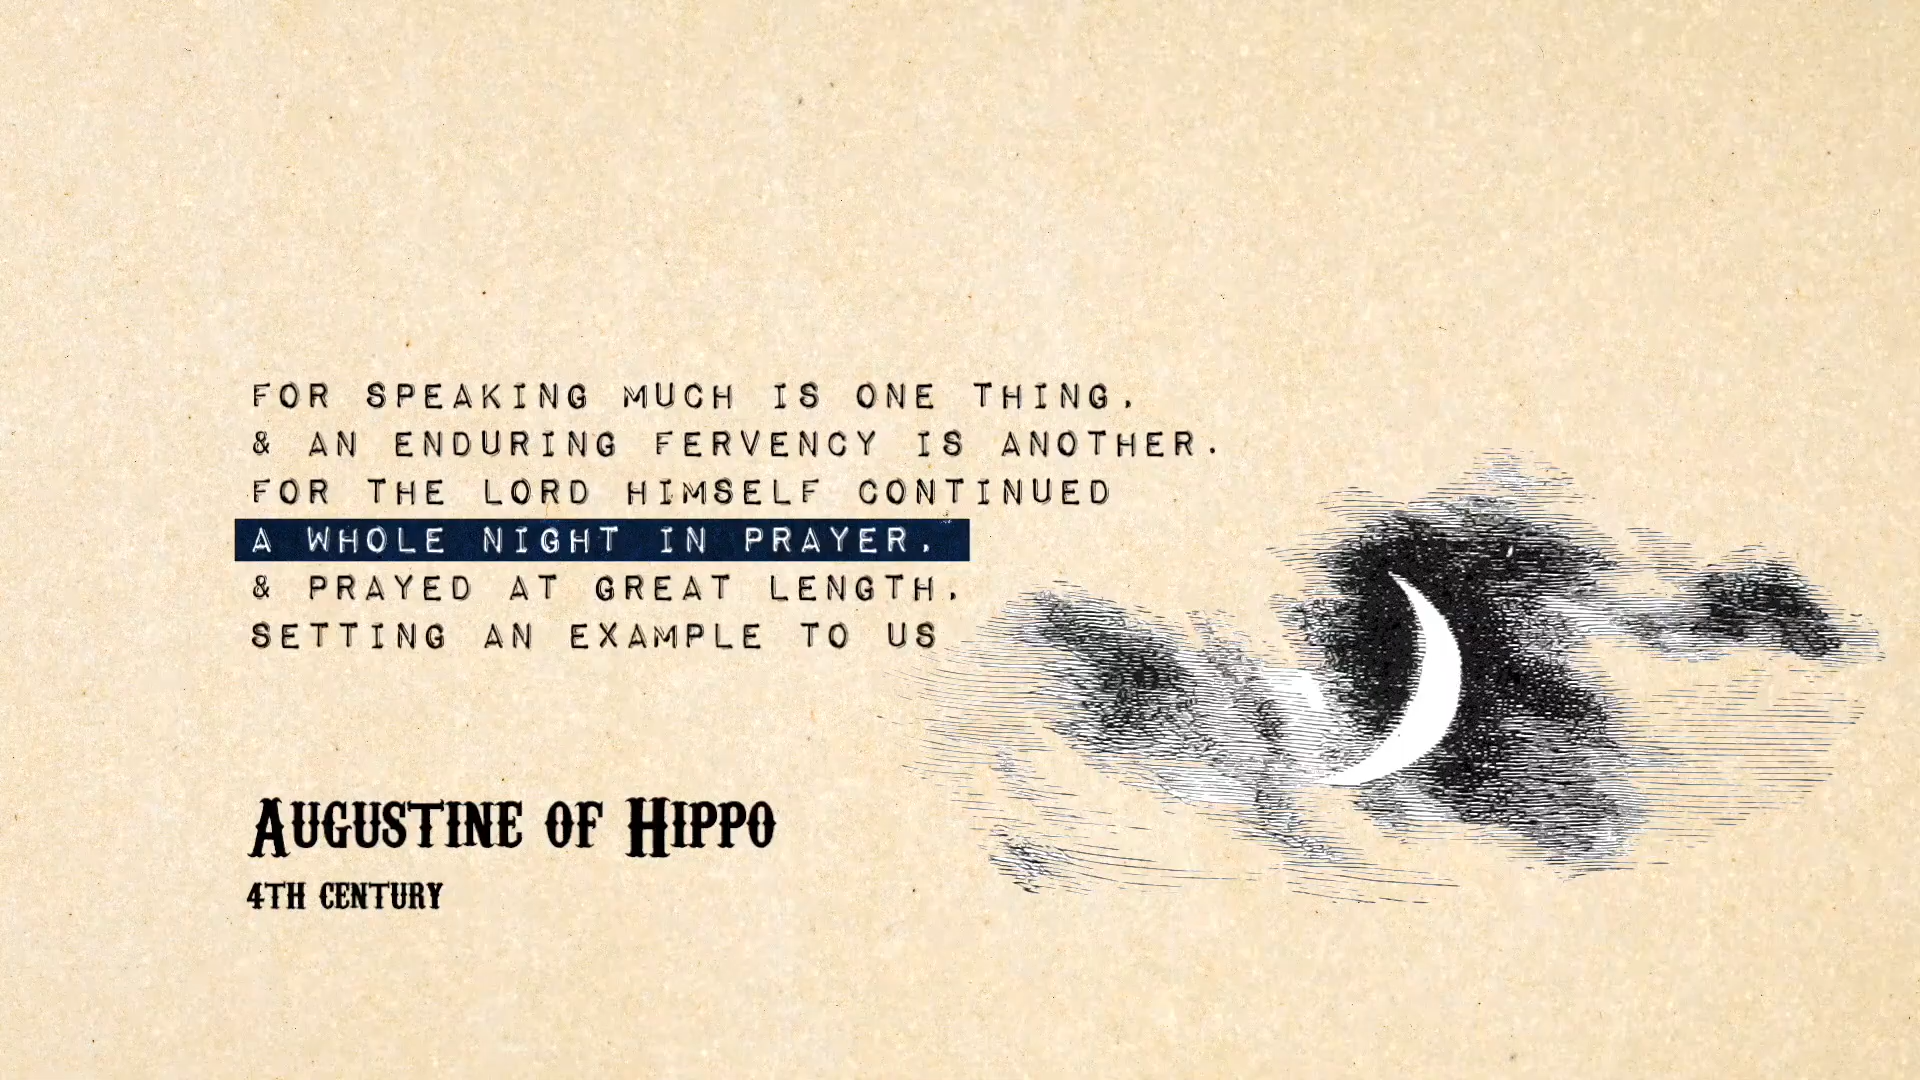 FOR SPEAKING MUCH IS ONE THING,
& AN ENDURING FERVENCY IS ANOTHER.
FOR THE LORD HIMSELF CONTINUED
A WHOLE NIGHT IN PRAYER,
& PRAYED AT GREAT LENGTH,
SETTING AN EXAMPLE TO US
AUGUSTINE OF HIPPO
4TH CENTURY